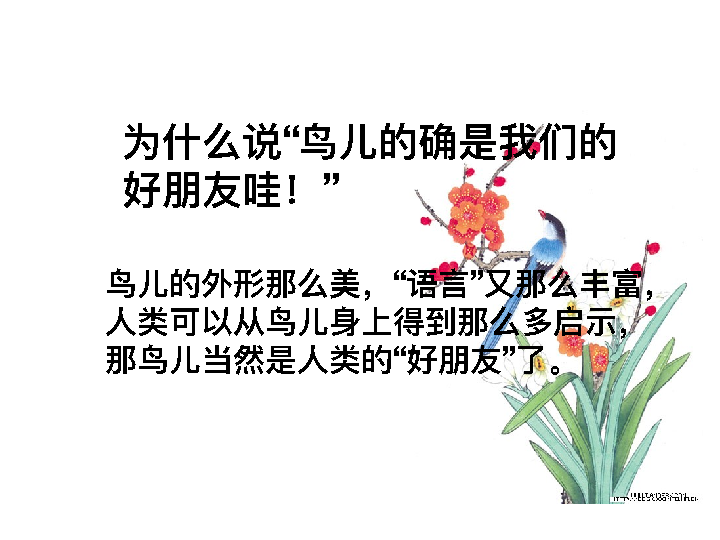 为什么说“鸟儿的确是我们的
好朋友哇！”
鸟儿的外形那么美，“语言”又那么丰富，
人类可以从鸟儿身上得到那么多启示，
那鸟儿当然是人类的“好朋友”了。